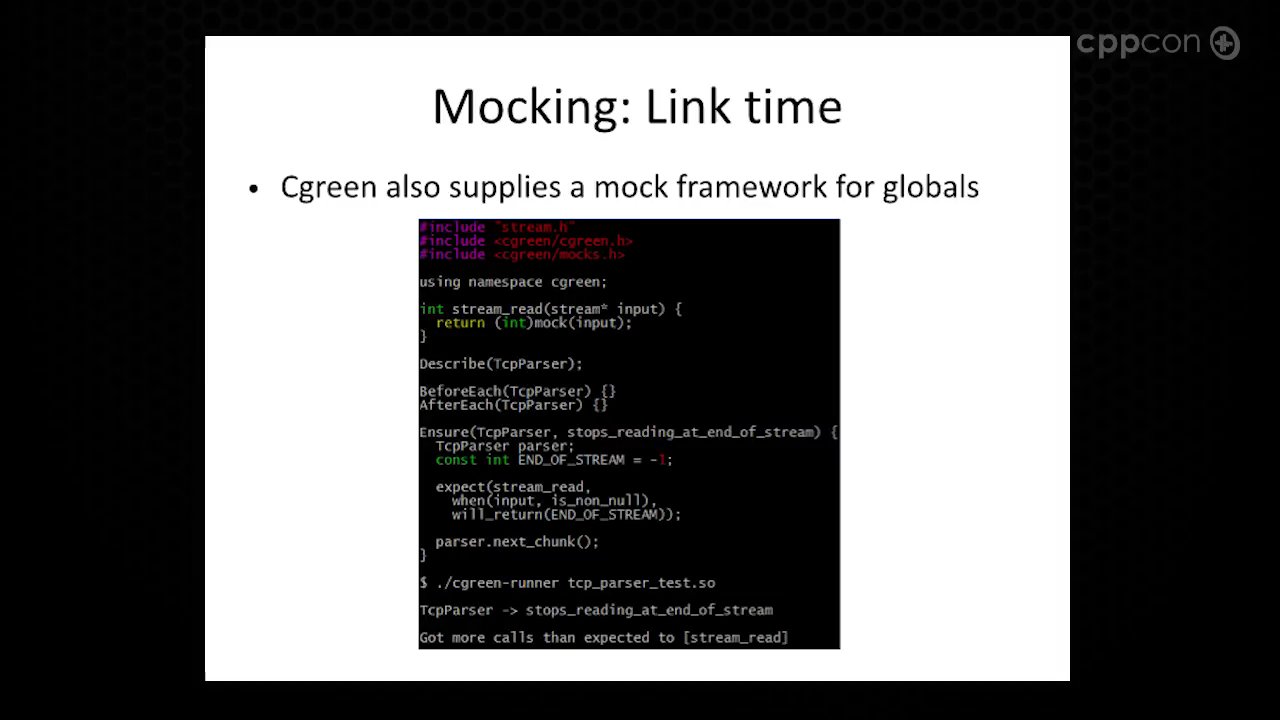 cppcon
Mocking: Link time
• Cgreen also supplies a mock framework for globals
#include "stream.h"
#include <cgreen/cgreen.h>
#include <cgreen/mocks.h>
using namespace cgreen;
int stream_read(stream* input) {
  return (int)mock(input);
}
Describe(TcpParser);
BeforeEach(TcpParser) {}
AfterEach(TcpParser) {}
Ensure(TcpParser, stops_reading_at_end_of_stream) {
  TcpParser parser;
  const int END_OF_STREAM = -1;
  expect(stream_read,
    when(input, is_non_null),
    will_return(END_OF_STREAM));
  parser.next_chunk();
}
$ ./cgreen-runner tcp_parser_test.so
TcpParser -> stops_reading_at_end_of_stream
Got more calls than expected to [stream_read]